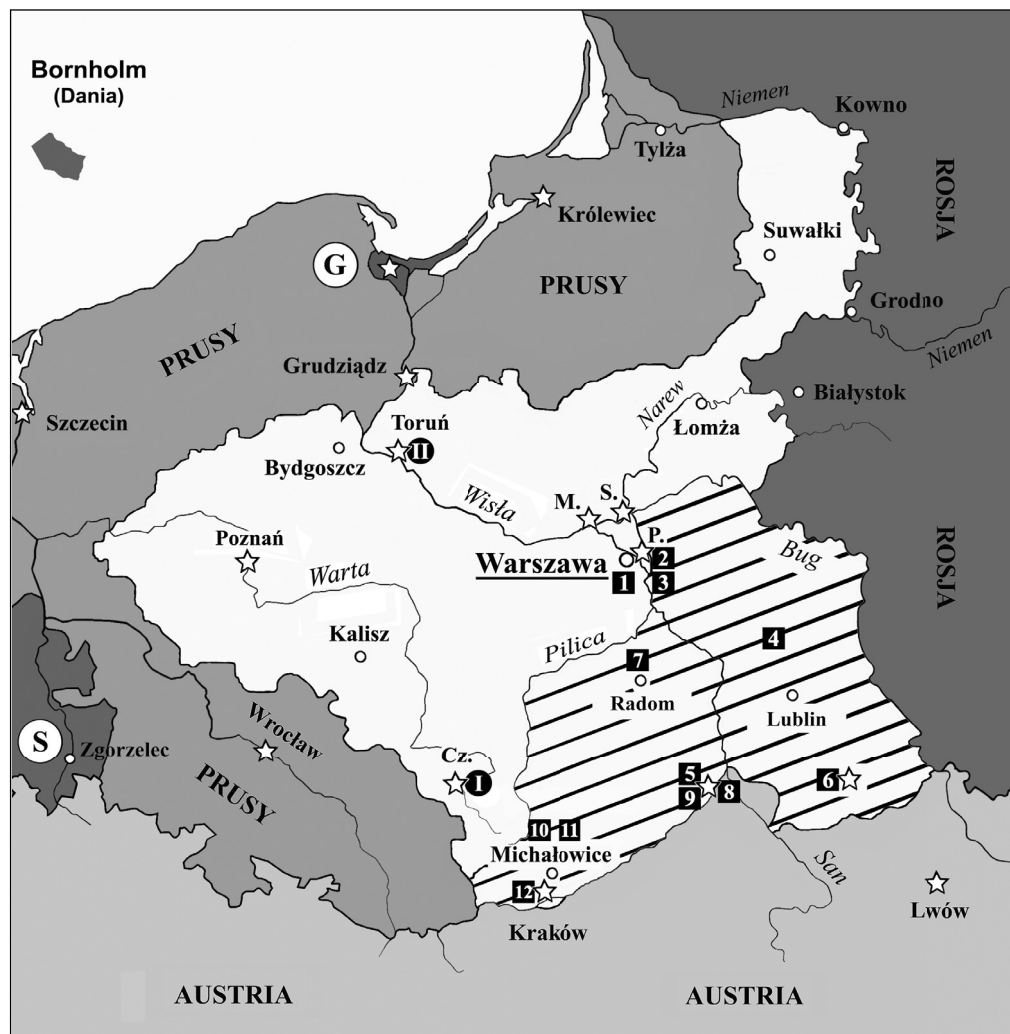 Bornholm
(Dania)
Niemen
Kowno
Tylża
ROSJA
Królewiec
Suwałki
G
PRUSY
PRUSY
Grodno
Niemen
Grudziądz
Białystok
Szczecin
Narew
Toruń
II
Łomża
Bydgoszcz
Wisła
M.
S.
P.
Poznań
Warszawa
1
2
3
Bug
ROSJA
Warta
Kalisz
Pilica
4
7
Radom
Lublin
S
Zgorzelec
Wrocław
Cz.
I
PRUSY
5
9
8
6
10
11
Michałowice
12
Kraków
San
Lwów
AUSTRIA
AUSTRIA